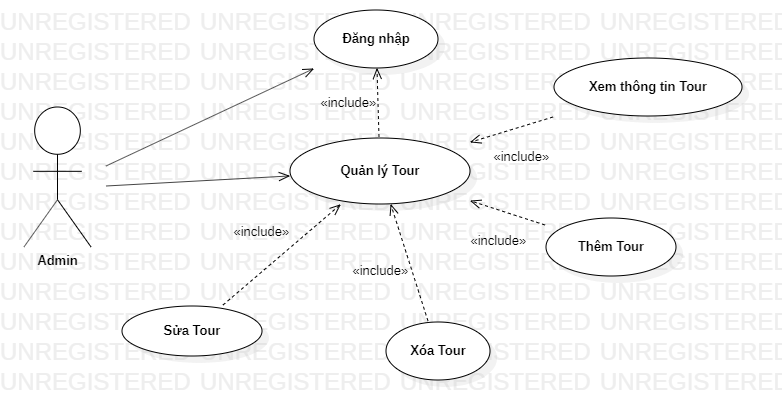 Đăng nhập
Xem thông tin Tour
«include»
«include»
Quản lý Tour
«include»
«include»
Thêm Tour
Admin
«include»
Sửa Tour
Xóa Tour
UNREGISTERED UNREGISTERED UNREGISTERED UNREGISTERED